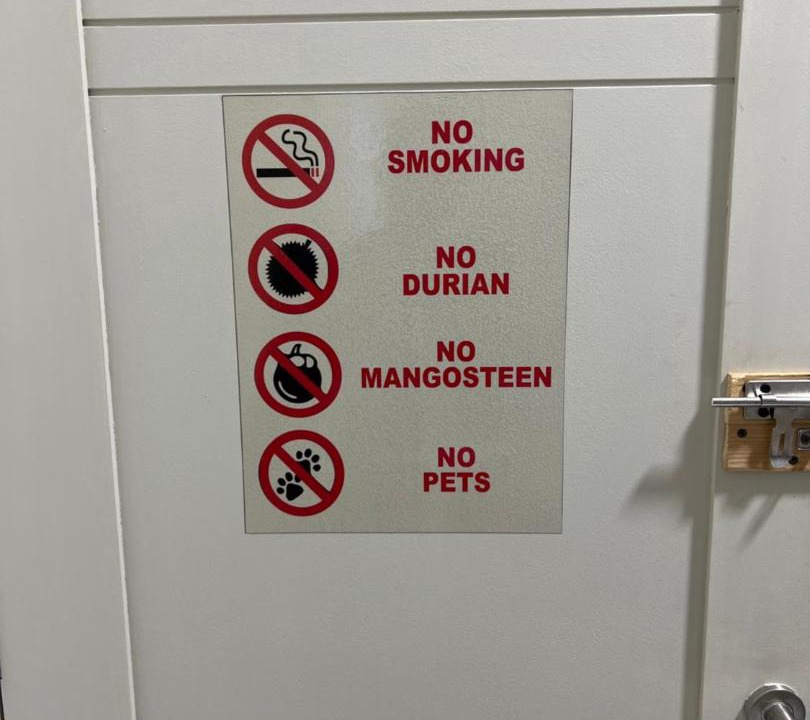 NO
SMOKING
NO
DURIAN
NO
MANGOSTEEN
NO
PETS